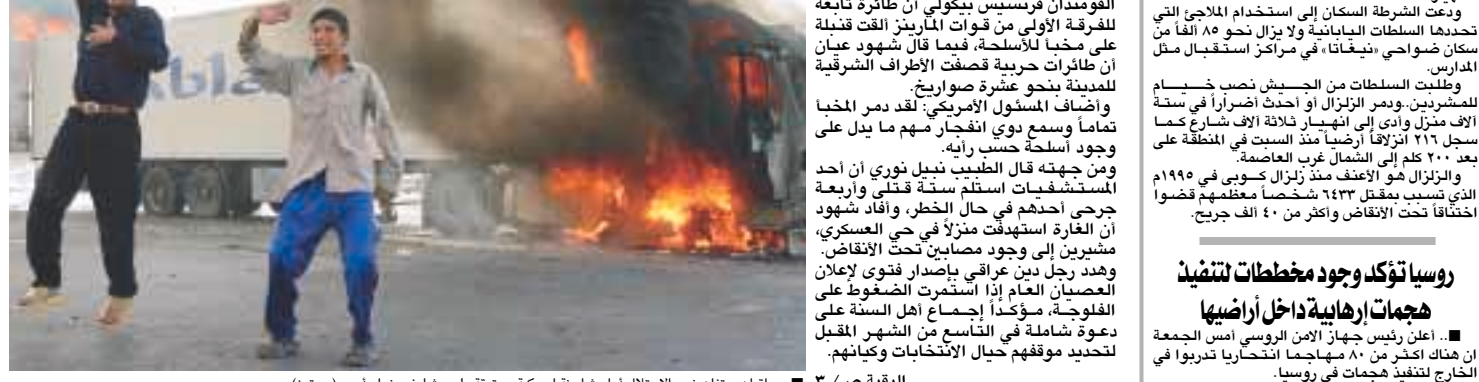 القومندان فرنسيس بيكولي أن طائرة تابعة
للفرقة الأولى من قوات المارينز ألقت قنبلة
على مخبأ للأسلحة، فيما قال شهود عيان
أن طائرات حربية قصفت الأطراف الشرقية
للمدينة بنحو عشرة صواريخ.
وأضاف المسئول الأمريكي: لقد دمر المخبأ
تماماً وسمع دوي انفجار مهم ما يدل على
وجود أسلحة حسب رأيه.
ومن جهته قال الطبيب نبيل نوري أن أحد
المستشفيات استلم ستة قتلى وأربعة
جرحى أحدهم في حال الخطر، وأفاد شهود
أن الغارة استهدفت منزلاً في حي العسكري،
مشيرين إلى وجود مصابين تحت الأنقاض.
وهدد رجل دين عراقي بإصدار فتوى لإعلان
العصيان العام إذا استمرت الضغوط على
الفلوجة، مؤكداً إجماع أهل السنة على
دعوة شاملة في التاسع من الشهر المقبل
لتحديد موقفهم حيال الانتخابات وكيانهم.
البقية ص/ ٣
ودعت الشرطة السكان إلى استخدام الملاجئ التي
تحددها السلطات اليابانية ولا يزال نحو ٨٥ ألفاً من
سكان ضواحي «نيغاتا» في مراكز استقبال مثل
المدارس.
وطلبت السلطات من الجيش نصب خيام
للمشردين..ودمر الزلزال أو أحدث أضراراً في ستة
آلاف منزل وأدى إلى انهيار ثلاثة آلاف شارع كما
سجل ٢١٦ انزلاقاً أرضياً منذ السبت في المنطقة على
بعد ٢٠٠ كلم إلى الشمال غرب العاصمة.
والزلزال هو الأعنف منذ زلزال كوبي في ١٩٩٥م
الذي تسبب بمقتل ٦٤٣٣ شخصاً معظمهم قضوا
اختناقاً تحت الأنقاض وأكثر من ٤٠ ألف جريح.
روسيا تؤكد وجود مخططات لتنفيذ
هجمات إرهابية داخل أراضيها
■.. أعلن رئيس جهاز الامن الروسي أمس الجمعة
ان هناك اكثر من ٨٠ مهاجما انتحاريا تدربوا في
الخارج لتنفيذ هجمات في روسيا.